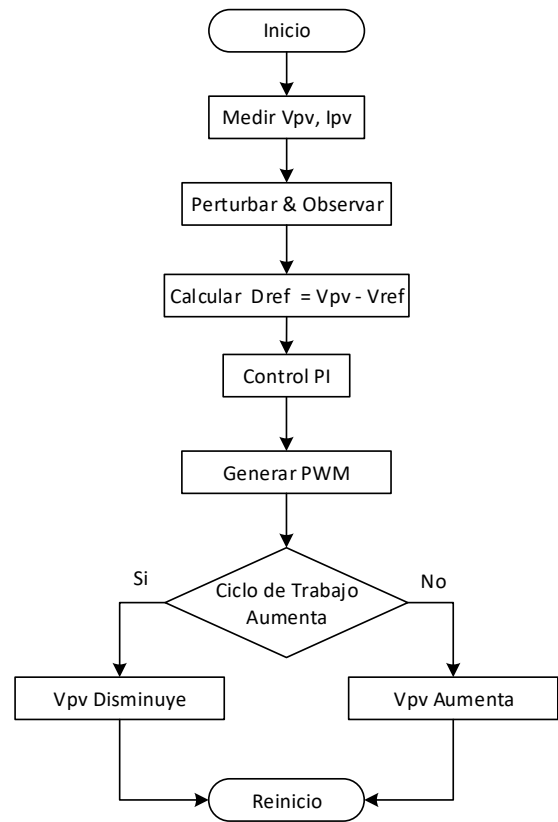 Inicio
Medir Vpv, Ipv
Perturbar & Observar
Calcular Dref = Vpv - Vref
Control PI
Generar PWM
Si
Ciclo de Trabajo
Aumenta
No
Vpv Disminuye
Vpv Aumenta
Reinicio